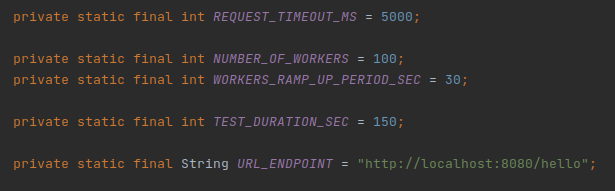 private static final int REQUEST_TIMEOUT_MS = 5000;
private static final int NUMBER_OF_WORKERS = 100;
private static final int WORKERS_RAMP_UP_PERIOD_SEC = 30;
private static final int TEST_DURATION_SEC = 150;
private static final String URL_ENDPOINT = "http://localhost:8080/hello";